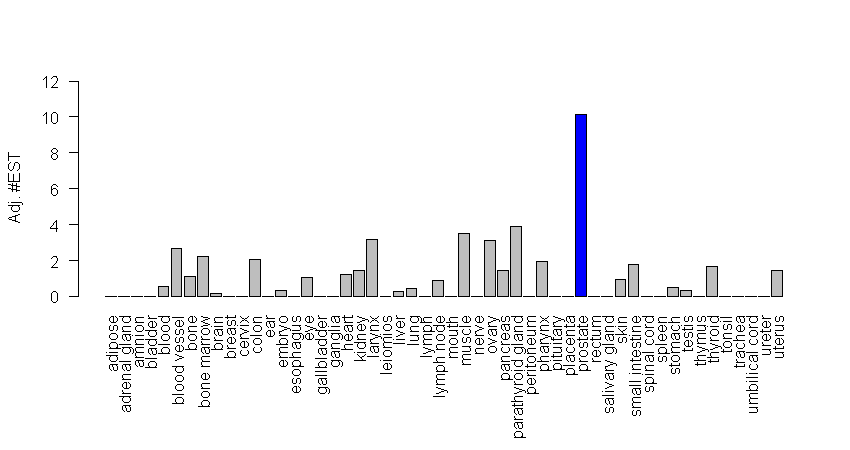 12
10
8
6
4
2
0
Adj. #EST
adipose
adrenal gland
amnion
bladder
blood
blood vessel
bone
bone marrow
brain
breast
cervix
colon
ear
embryo
esophagus
eye
gallbladder
ganglia
heart
kidney
larynx
leiomios
liver
lung
lymph
lymph node
mouth
muscle
nerve
ovary
pancreas
parathyroid gland
peritoneum
pharynx
pituitary
placenta
prostate
rectum
salivary gland
skin
small intestine
spinal cord
spleen
stomach
testis
thymus
thyroid
tonsil
trachea
umbilical cord
ureter
uterus